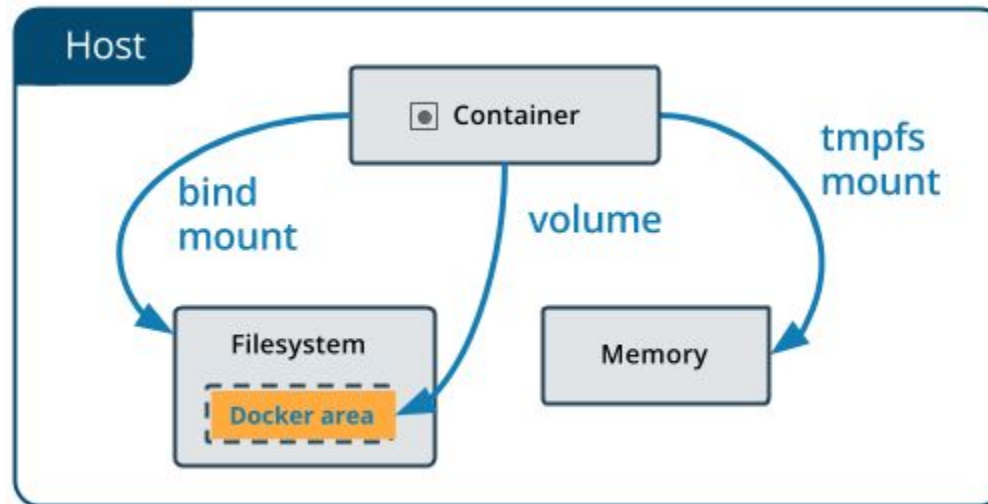 Host
Container
bind
mount
volume
tmpfs
mount
Filesystem
Docker area
Memory